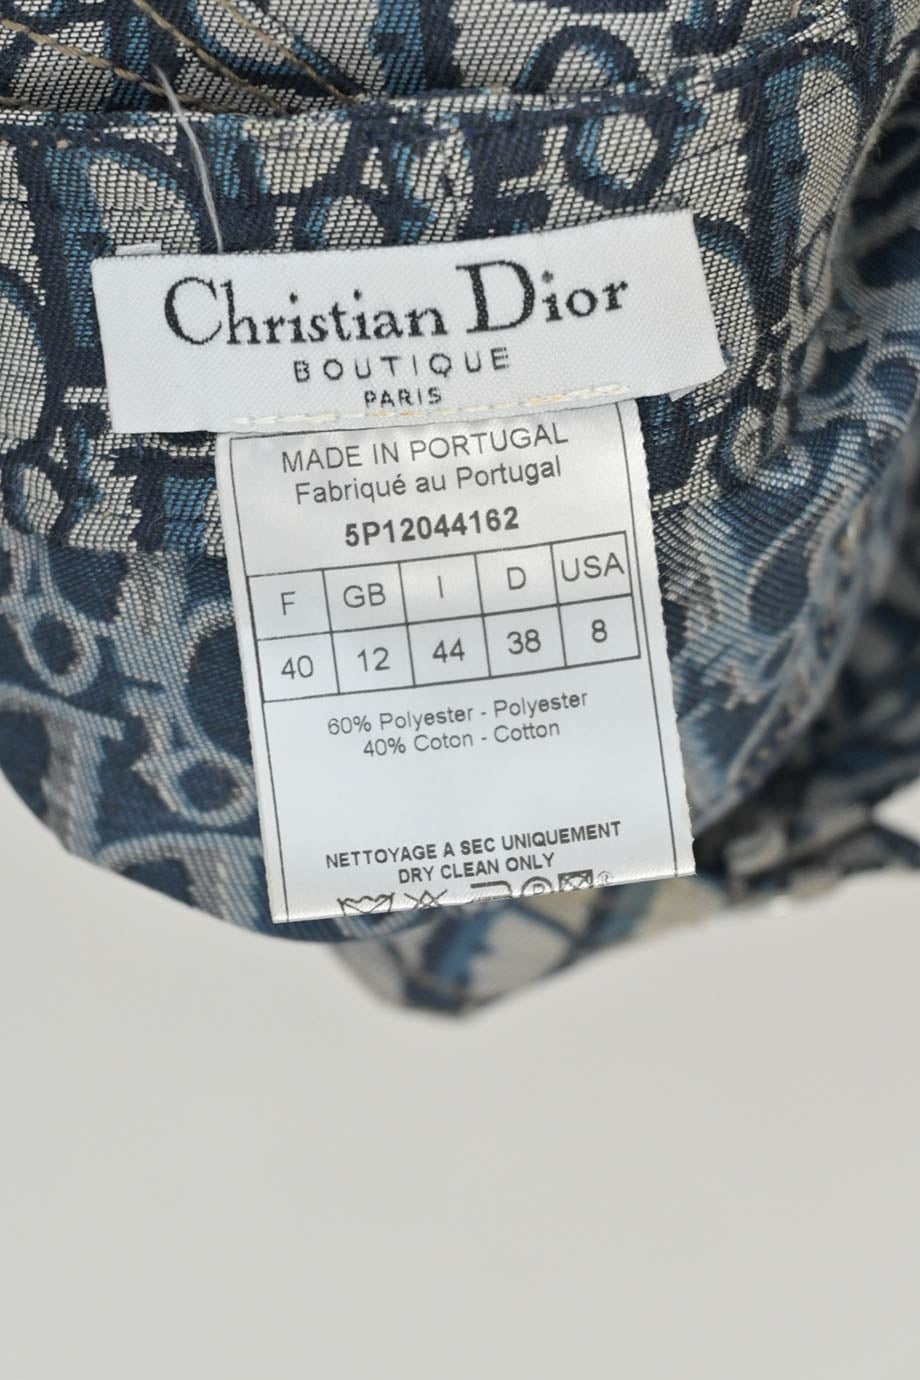 Christian Dior
BOUTIQUE
PARIS
MADE IN PORTUGAL
Fabriqué au Portugal
5P12044162
F GB I D USA
40 12 44 38 8
60% Polyester - Polyester
40% Coton - Cotton
NETTOYAGE A SEC UNIQUEMENT
DRY CLEAN ONLY
P ®